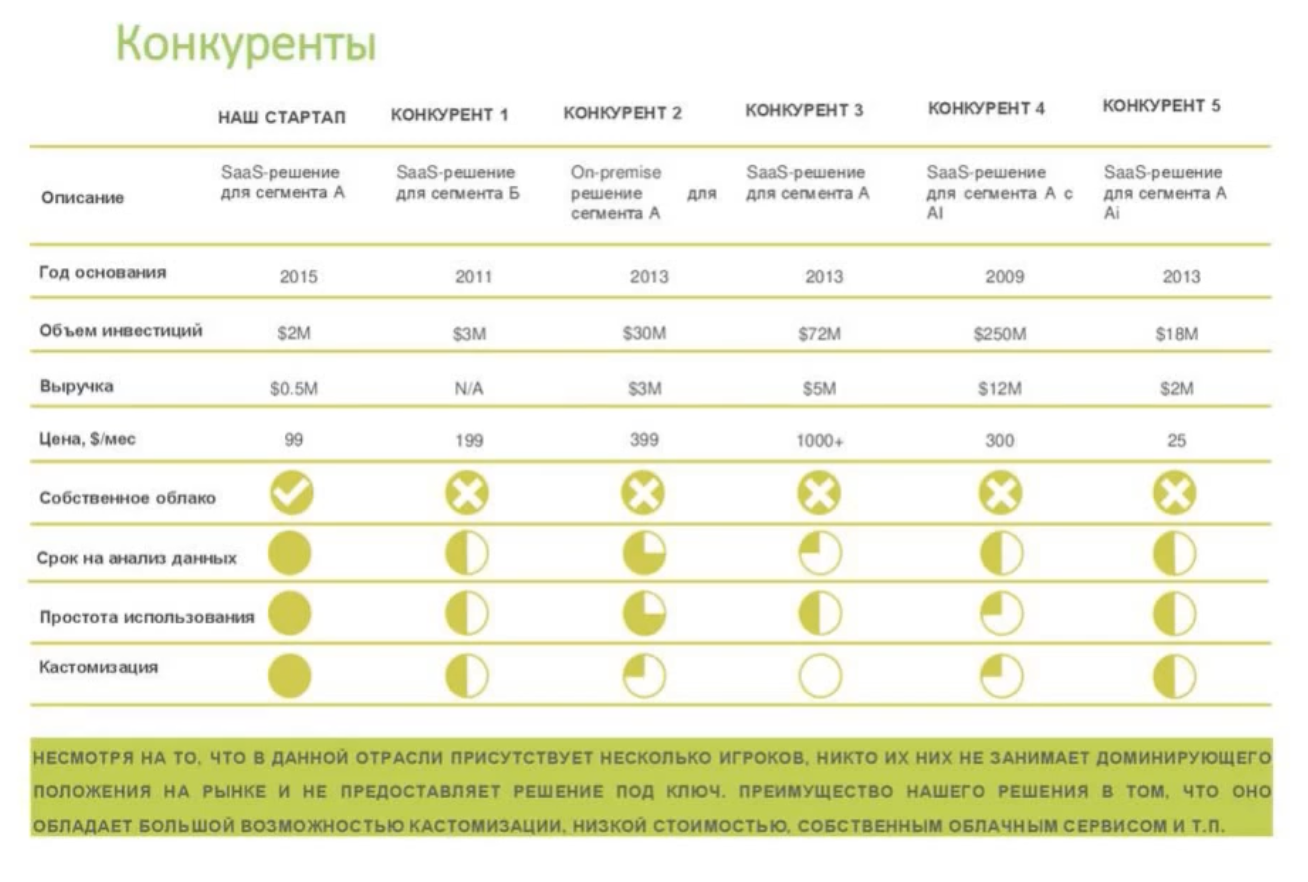 Конкуренты
НАШ СТАРТАП КОНКУРЕНТ 1 КОНКУРЕНТ 2 КОНКУРЕНТ 3 КОНКУРЕНТ 4 КОНКУРЕНТ 5
Описание
SaaS-решение
для сегмента А
SaaS-решение
для сегмента Б
On-premise
решение для
сегмента А
SaaS-решение
для сегмента А
SaaS-решение
для сегмента А с
AI
SaaS-решение
для сегмента А
Ai
Год основания 2015 2011 2013 2013 2009 2013
Объем инвестиций $2M $3M $30M $72M $250M $18M
Выручка $0.5M N/A $3M $5M $12M $2M
Цена, $/мес 99 199 399 1000+ 300 25
Собственное облако
Срок на анализ данных
Простота использования
Кастомизация
НЕСМОТРЯ НА ТО, ЧТО В ДАННОЙ ОТРАСЛИ ПРИСУТСТВУЕТ НЕСКОЛЬКО ИГРОКОВ, НИКТО ИХ НИХ НЕ ЗАНИМАЕТ ДОМИНИРУЮЩЕГО
ПОЛОЖЕНИЯ НА РЫНКЕ И НЕ ПРЕДОСТАВЛЯЕТ РЕШЕНИЕ ПОД КЛЮЧ. ПРЕИМУЩЕСТВО НАШЕГО РЕШЕНИЯ В ТОМ, ЧТО ОНО
ОБЛАДАЕТ БОЛЬШОЙ ВОЗМОЖНОСТЬЮ КАСТОМИЗАЦИИ, НИЗКОЙ СТОИМОСТЬЮ, СОБСТВЕННЫМ ОБЛАЧНЫМ СЕРВИСОМ И Т.П.